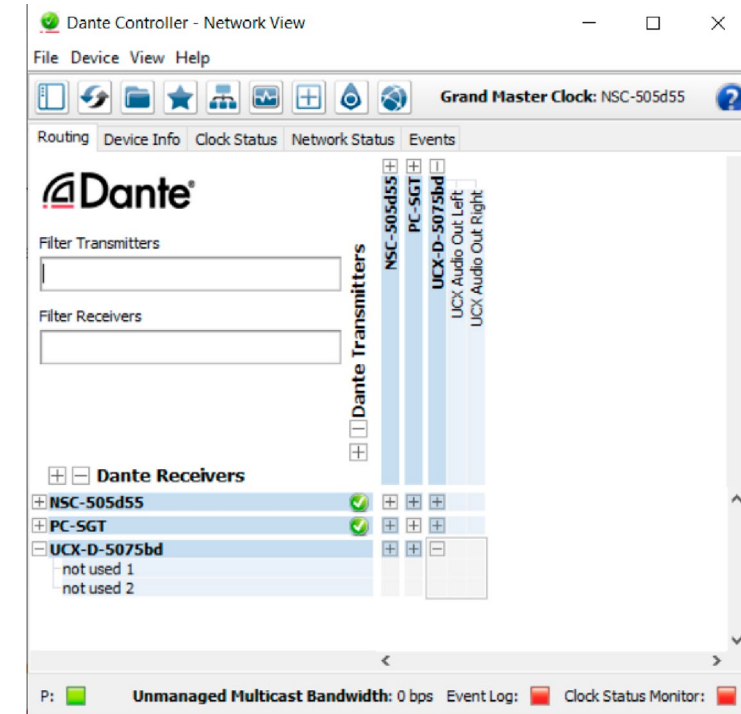 Dante Controller - Network View
File Device View Help
Grand Master Clock: NSC-505d55
?
Routing Device Info Clock Status Network Status Events
Dante®
Filter Transmitters
Filter Receivers
Dante Transmitters
NSC-505d55
PC-SGT
UCX-D-5075bd
UCX Audio Out Left
UCX Audio Out Right
Dante Receivers
NSC-505d55
PC-SGT
UCX-D-5075bd
not used 1
not used 2
P: Unmanaged Multicast Bandwidth: 0 bps Event Log: Clock Status Monitor: